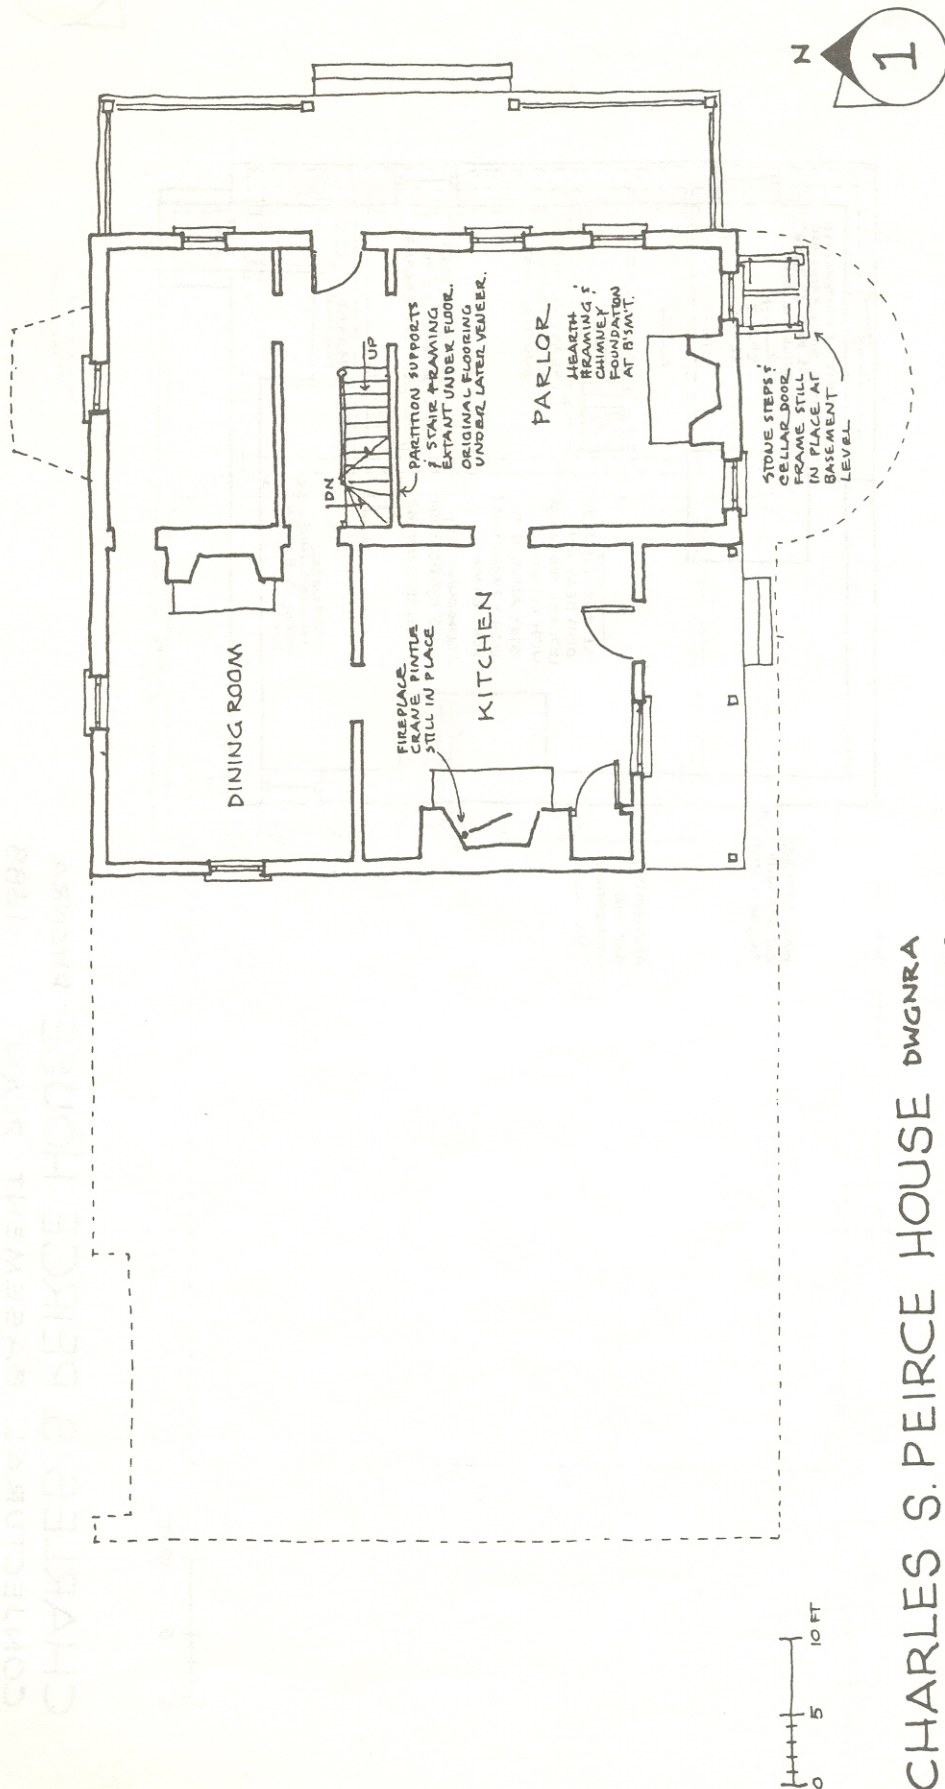 DINING ROOM
FIREPLACE
CRANE PINTLE
STILL IN PLACE
KITCHEN
DN
UP
PARTITION SUPPORTS
& STAIR FRAMING
EXTANT UNDER FLOOR.
ORIGINAL FLOORING
UNDER LATER VENEER.
PARLOR
HEARTH
FRAMING &
CHIMNEY
FOUNDATION
AT B'SM'T.
STONE STEPS &
CELLAR DOOR
FRAME STILL
IN PLACE AT
BASEMENT
LEVEL
0 5 10 FT
CHARLES S. PEIRCE HOUSE DWGNRA
N
1